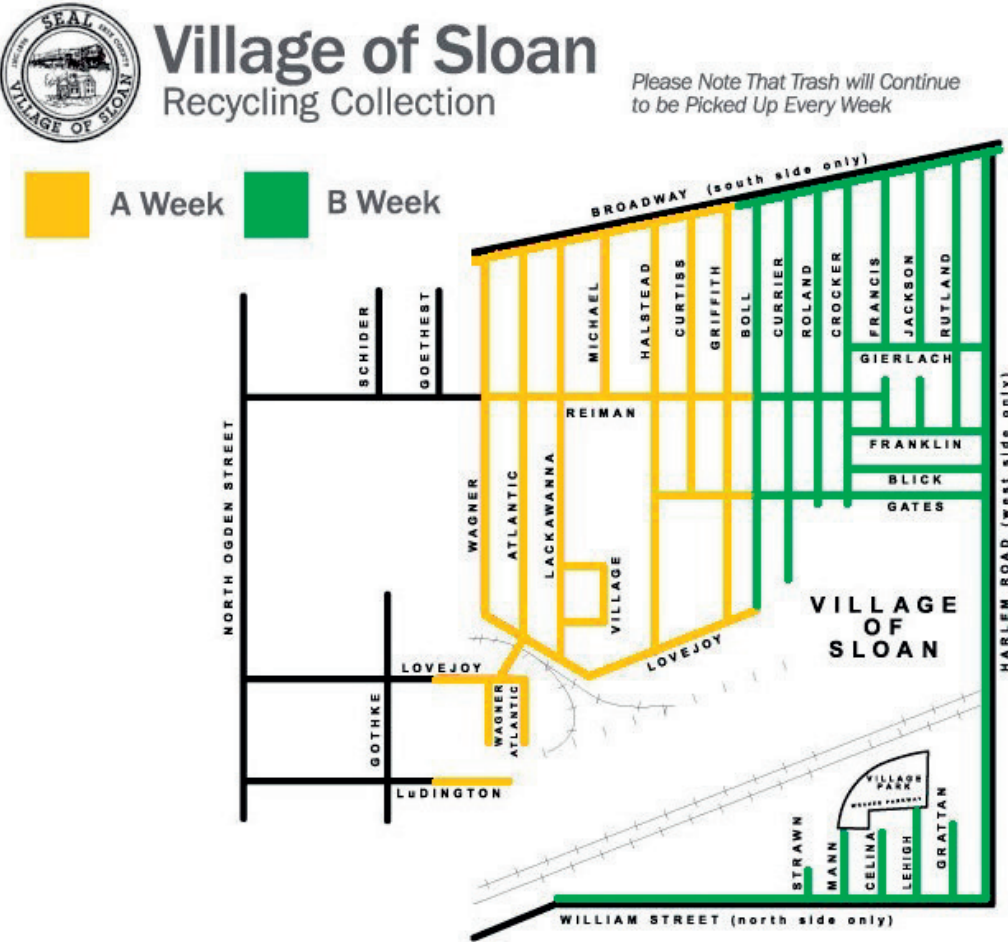 SEAL
VILLAGE OF SLOAN
Village of Sloan
Recycling Collection
Please Note That Trash will Continue
to be Picked Up Every Week
A Week
B Week
BROADWAY (south side only)
SCHIDER
GOETHEST
MICHAEL
HALSTEAD
CURTISS
GRIFFITH
BOLL
CURRIER
ROLAND
CROCKER
FRANCIS
JACKSON
RUTLAND
GIERLACH
REIMAN
FRANKLIN
BLICK
GATES
NORTH OGDEN STREET
WAGNER
ATLANTIC
LACKAWANNA
VILLAGE
HARLEM ROAD (west side only)
VILLAGE
OF
SLOAN
LOVEJOY
LOVEJOY
GOTHKE
WAGNER
ATLANTIC
LuDINGTON
VILLAGE
PARK
STRAWN
MANN
CELINA
LEHIGH
GRATTAN
WILLIAM STREET (north side only)